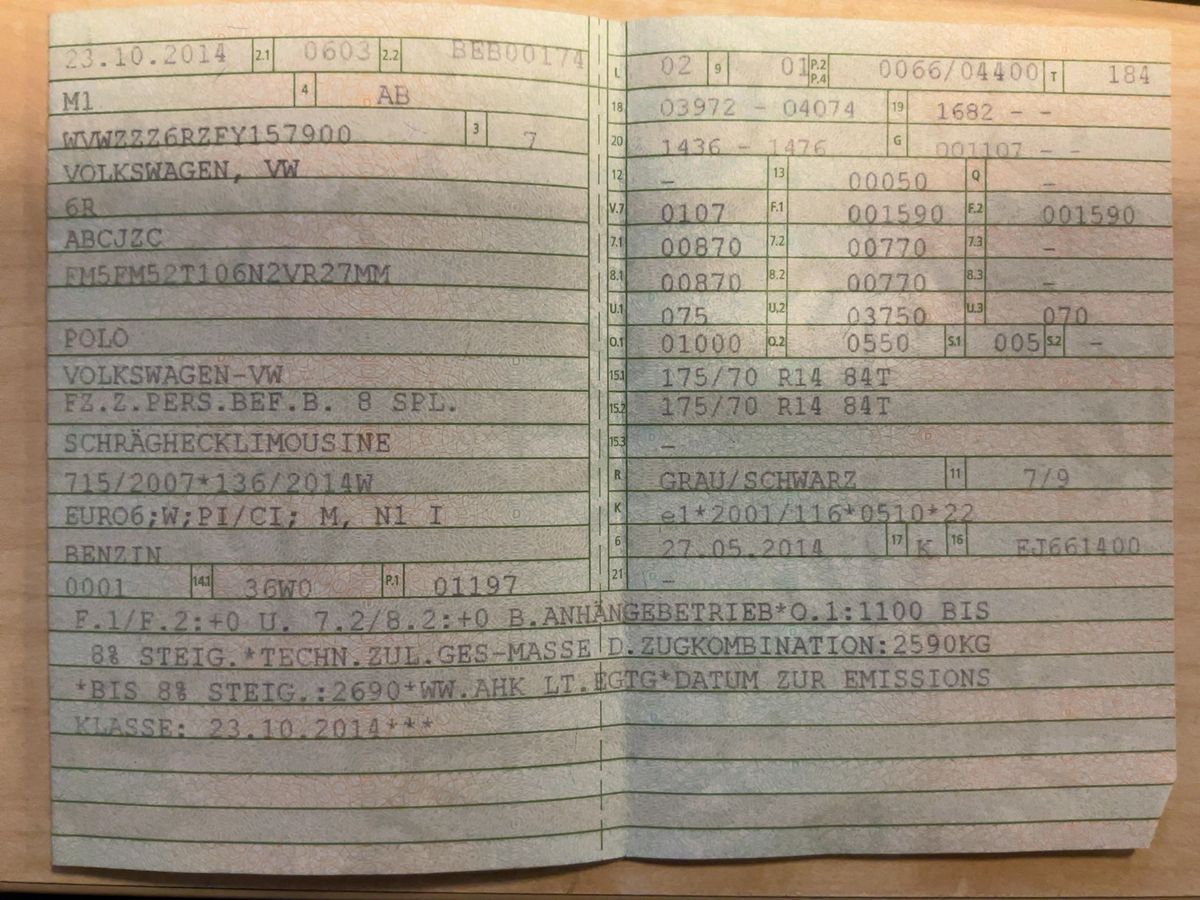 23.10.2014 2.1 0603 2.2 BEB00174
M1 4 AB
WVWZZZ6RZFY157900 3 7
VOLKSWAGEN, VW
6R
ABCJZC
FM5FM52T106N2VR27MM
POLO
VOLKSWAGEN-VW
FZ.Z.PERS.BEF.B. 8 SPL.
SCHRÄGHECKLIMOUSINE
715/2007*136/2014W
EURO6;W;PI/CI; M, N1 I
BENZIN
0001 14.1 36W0 P.1 01197
L 02 9 01 P.2 P.4 0066/04400 T 184
18 03972 - 04074 19 1682 - -
20 1436 - 1476 G 001107 - -
12 - 13 00050 Q -
V.7 0107 F.1 001590 F.2 001590
7.1 00870 7.2 00770 7.3 -
8.1 00870 8.2 00770 8.3 -
U.1 075 U.2 03750 U.3 070
O.1 01000 O.2 0550 S.1 005 S.2 -
15.1 175/70 R14 84T
15.2 175/70 R14 84T
15.3 -
R GRAU/SCHWARZ 11 7/9
K e1*2001/116*0510*22
6 27.05.2014 17 K 16 EJ661400
21 -
F.1/F.2:+0 U. 7.2/8.2:+0 B.ANHÄNGEBETRIEB*O.1:1100 BIS
8% STEIG.*TECHN.ZUL.GES-MASSE D.ZUGKOMBINATION:2590KG
*BIS 8% STEIG.:2690*WW.AHK LT.EGTG*DATUM ZUR EMISSIONS
KLASSE: 23.10.2014***